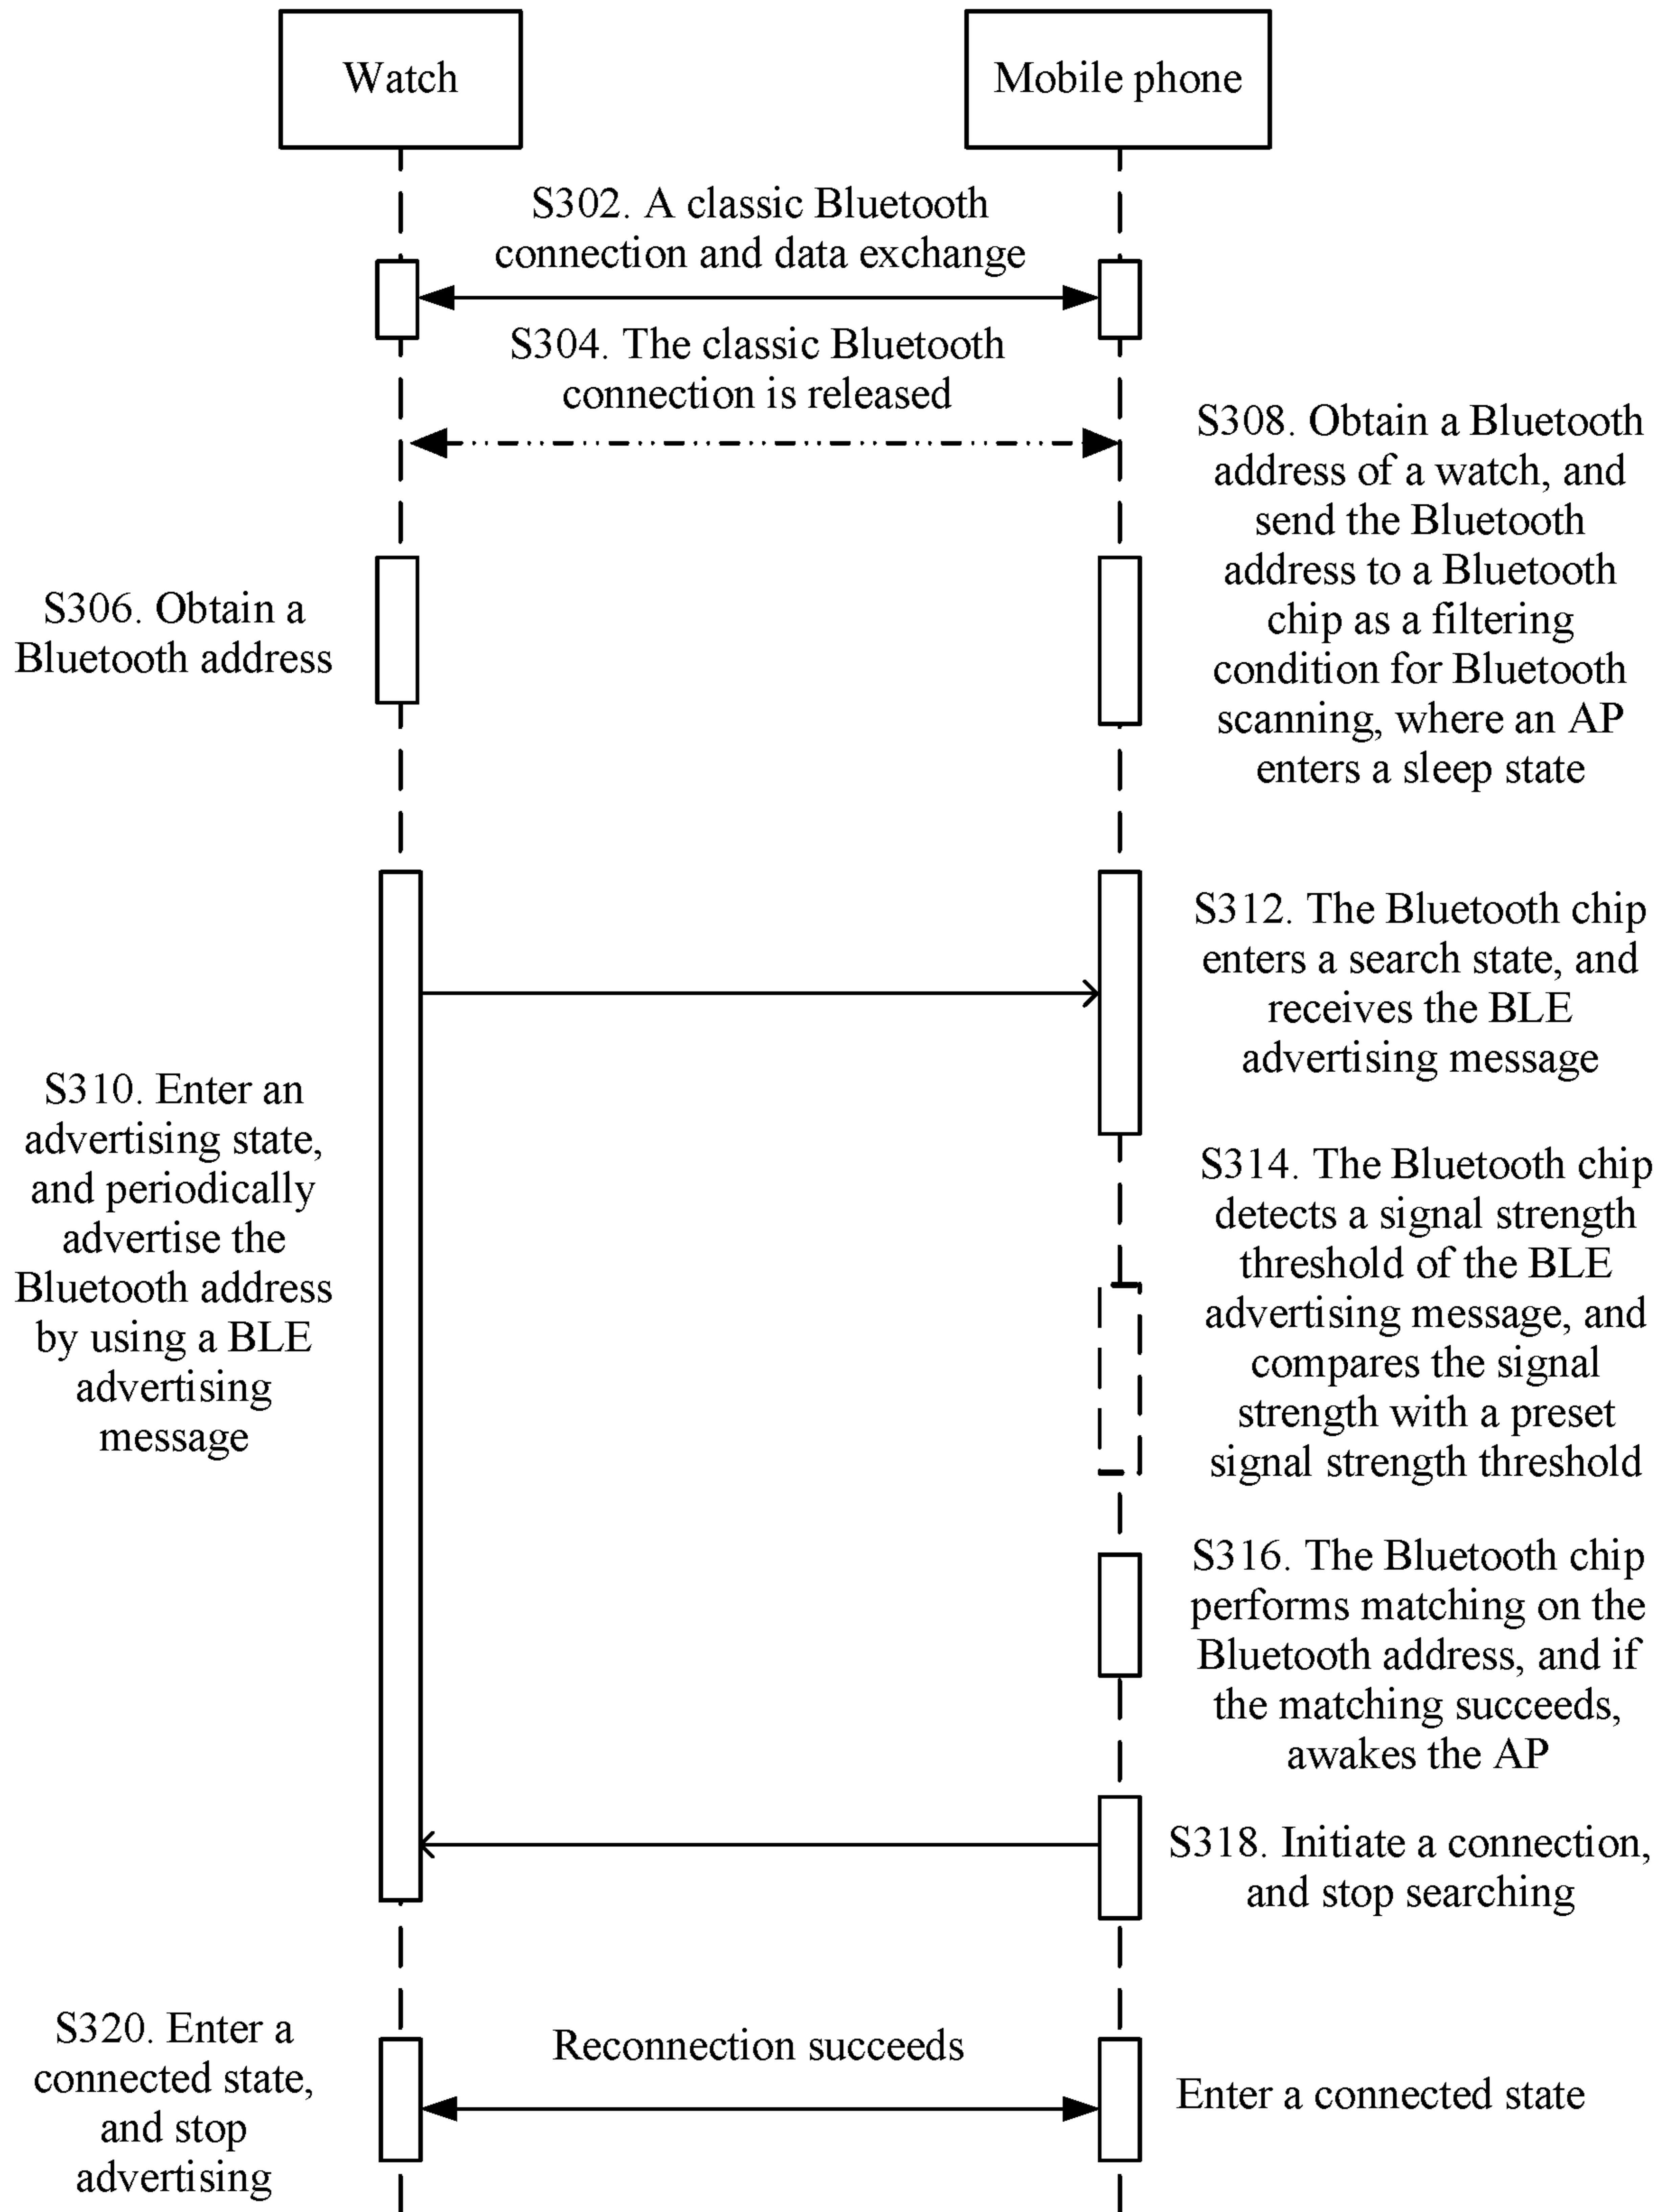 Watch
Mobile phone
S302. A classic Bluetooth
connection and data exchange
S304. The classic Bluetooth
connection is released
S308. Obtain a Bluetooth
address of a watch, and
send the Bluetooth
address to a Bluetooth
chip as a filtering
condition for Bluetooth
scanning, where an AP
enters a sleep state
S306. Obtain a
Bluetooth address
S312. The Bluetooth chip
enters a search state, and
receives the BLE
advertising message
S310. Enter an
advertising state,
and periodically
advertise the
Bluetooth address
by using a BLE
advertising
message
S314. The Bluetooth chip
detects a signal strength
threshold of the BLE
advertising message, and
compares the signal
strength with a preset
signal strength threshold
S316. The Bluetooth chip
performs matching on the
Bluetooth address, and if
the matching succeeds,
awakes the AP
S318. Initiate a connection,
and stop searching
S320. Enter a
connected state,
and stop
advertising
Reconnection succeeds
Enter a connected state